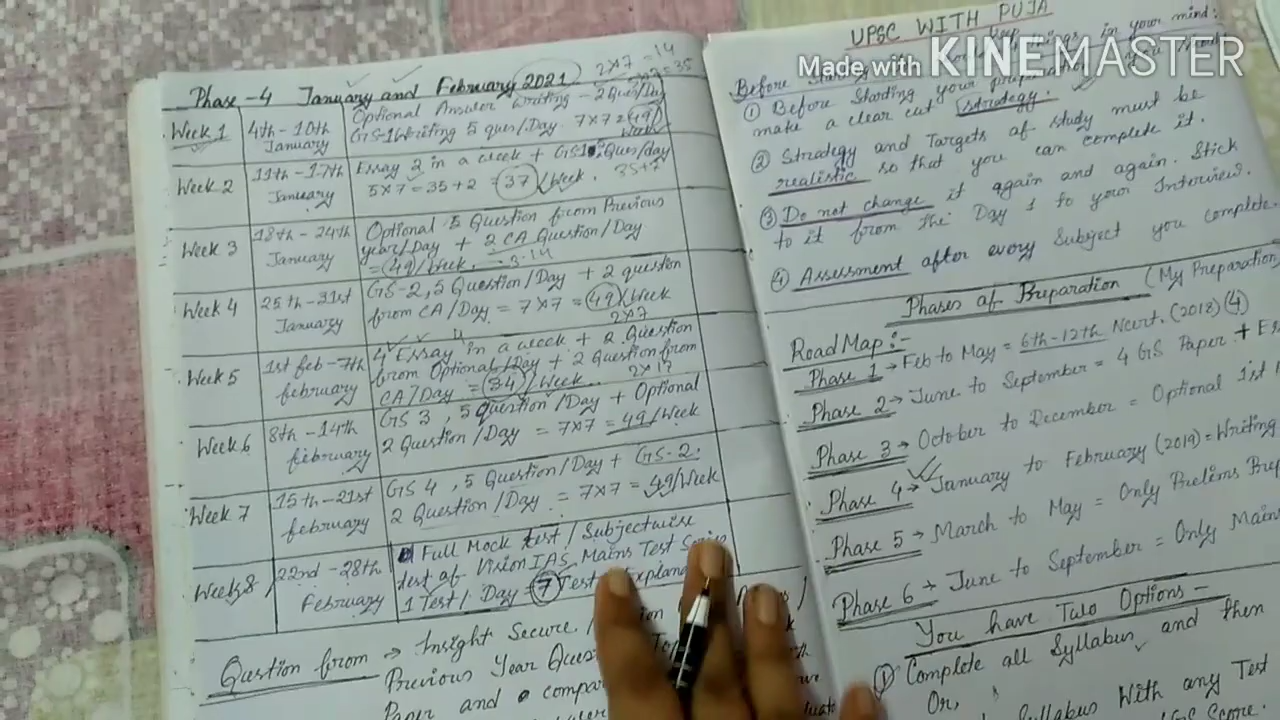 Made with KINEMASTER
Phase - 4 January and February 2021
2x7 = 14
7x7=35
Week 1
4th - 10th
January
Optional Answer Writing - 2 Ques/Day
GS-1 Writing 5 ques/Day. 7x7=49/
Week
Week 2
11th - 17th
January
Essay 2 in a week + GS1 Ques/day
5x7=35+2 = 37/Week. 35+7
Week 3
18th - 24th
January
Optional 5 Question from Previous
year/Day + 2 CA Question/Day
= 49/Week.
Week 4
25th - 31st
January
GS-2, 5 Question/Day + 2 question
from CA/Day = 7x7 = 49/Week
2x7
Week 5
1st feb - 7th
february
4 Essay in a week + 2 Question
from Optional/Day + 2 Question from
CA/Day = 34/Week.
Week 6
8th - 14th
february
GS 3, 5 question/Day + Optional
2 Question/Day = 7x7 = 49/Week
Week 7
15th - 21st
february
GS 4, 5 Question/Day + GS-2.
2 Question/Day = 7x7 = 49/Week
Week 8
22nd - 28th
February
Full Mock test / Subjectwise
test of Vision IAS Mains Test
1 Test / Day = 7 Test
Question from → Insight Secure /
Previous Year
Paper and
UPSC WITH PUJA
Before in your mind:
① Before Starting your preparation
make a clear cut strategy.
② Strategy and Targets of study must be
realistic so that you can complete it.
③ Do not change it again and again. Stick
to it from the Day 1 to your Interview.
④ Assessment after every Subject you complete.
Phases of Preparation (My Preparation
Road Map:-
Phase 1 → Feb to May = 6th-12th Ncert. (2018) ④
Phase 2 → June to September = 4 GS Paper +
Phase 3 → October to December = Optional 1st
Phase 4 → January to February (2019) = Writing
Phase 5 → March to May = Only Prelims
Phase 6 → June to September = Only Mains
You have Two Options -
① Complete all Syllabus and then
Or,
Syllabus With any Test
Score.